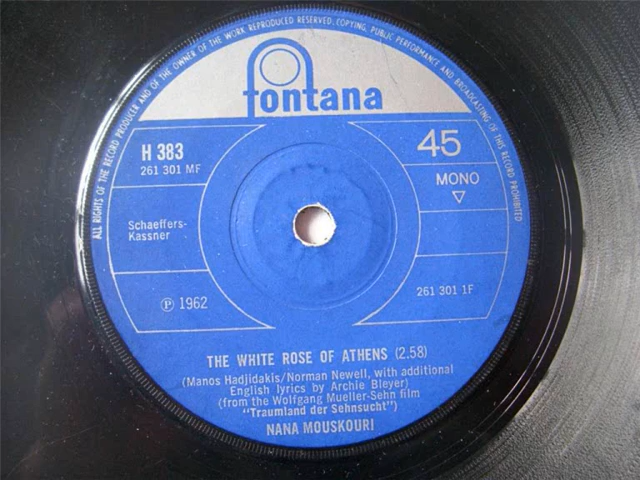 ALL RIGHTS OF THE RECORD PRODUCER AND OF THE OWNER OF THE WORK REPRODUCED RESERVED. COPYING, PUBLIC PERFORMANCE AND BROADCASTING OF THIS RECORD PROHIBITED
fontana
H 383
261 301 MF
45
MONO
Schaeffers-
Kassner
℗ 1962
261 301 1F
THE WHITE ROSE OF ATHENS (2.58)
(Manos Hadjidakis/Norman Newell, with additional
English lyrics by Archie Bleyer)
(from the Wolfgang Mueller-Sehn film
"Traumland der Sehnsucht")
NANA MOUSKOURI